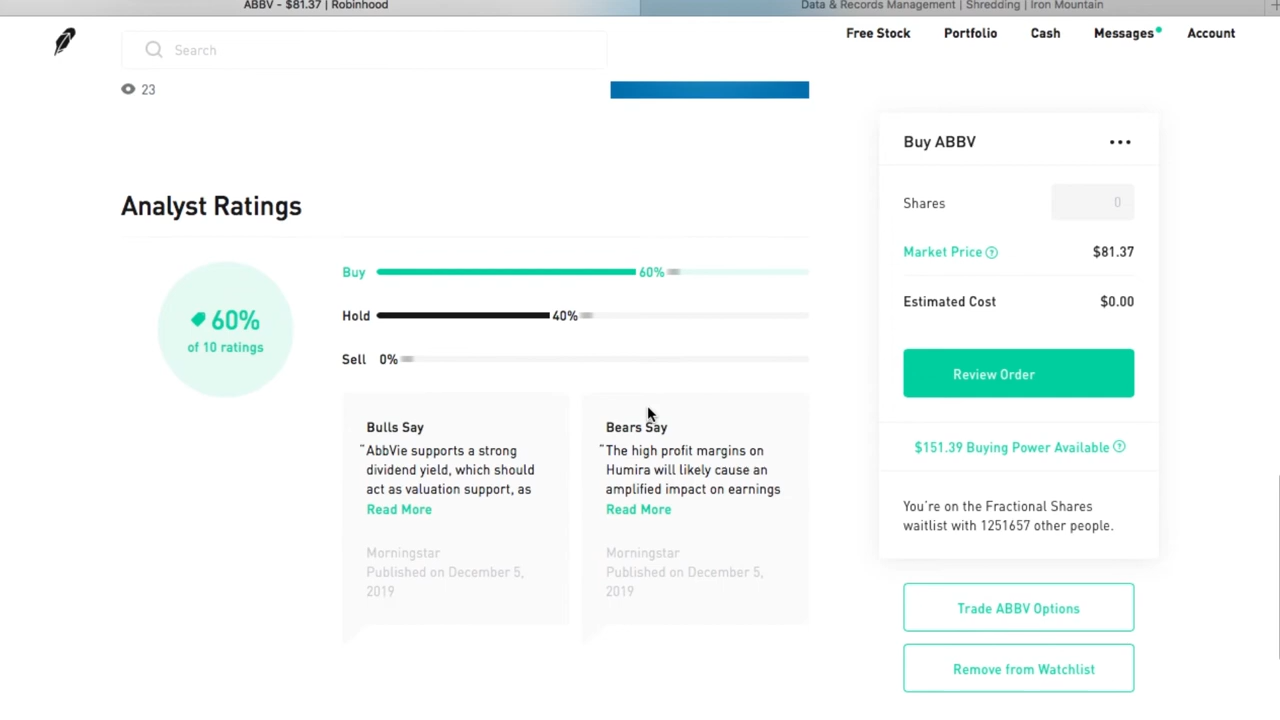 ABBV - $81.37 | Robinhood
Data & Records Management | Shredding | Iron Mountain
Search
Free Stock
Portfolio
Cash
Messages
Account
23
Analyst Ratings
60%
of 10 ratings
Buy 60%
Hold 40%
Sell 0%
Bulls Say
"AbbVie supports a strong
dividend yield, which should
act as valuation support, as
Read More
Morningstar
Published on December 5,
2019
Bears Say
"The high profit margins on
Humira will likely cause an
amplified impact on earnings
Read More
Morningstar
Published on December 5,
2019
Buy ABBV
Shares 0
Market Price ? $81.37
Estimated Cost $0.00
Review Order
$151.39 Buying Power Available ?
You're on the Fractional Shares
waitlist with 1251657 other people.
Trade ABBV Options
Remove from Watchlist